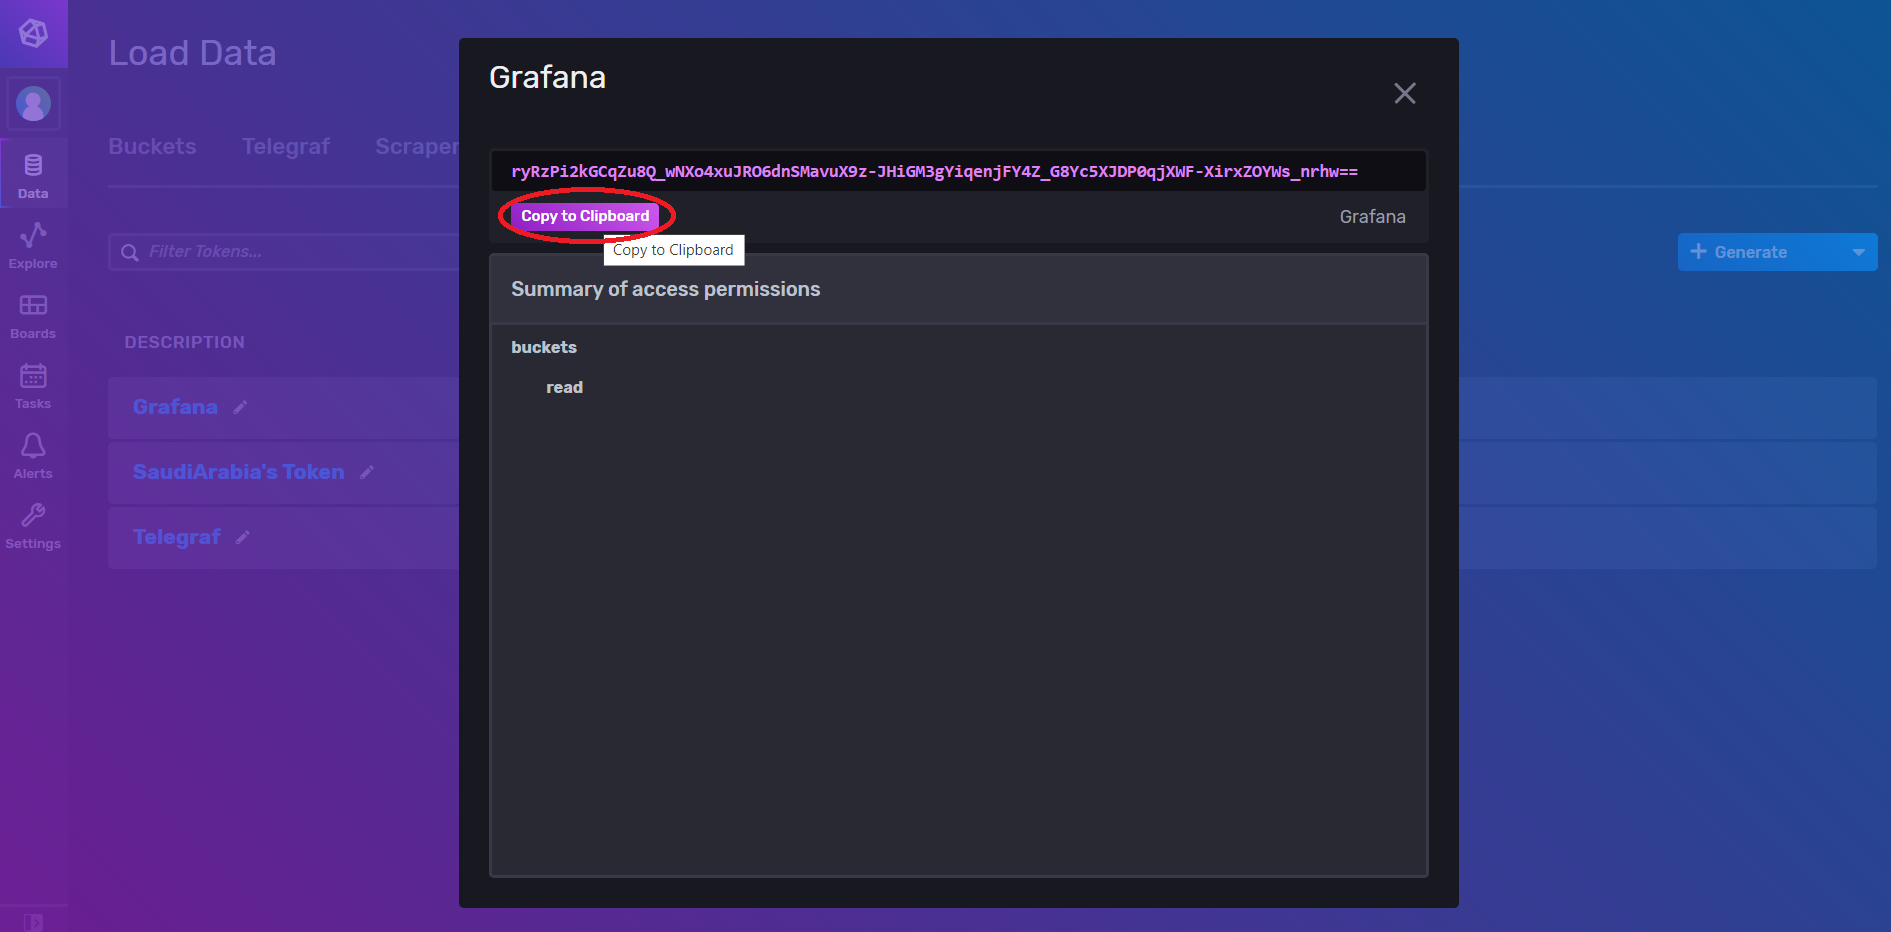 Load Data
Buckets Telegraf Scraper
Filter Tokens...
Generate
DESCRIPTION
Grafana
SaudiArabia's Token
Telegraf
Data
Explore
Boards
Tasks
Alerts
Settings
Grafana
ryRzPi2kGCqZu8Q_wNXo4xuJRO6dnSMavuX9z-JHiGM3gYiqenjFY4Z_G8Yc5XJDP0qjXWF-XirxZOYWs_nrhw==
Copy to Clipboard
Grafana
Copy to Clipboard
Summary of access permissions
buckets
read